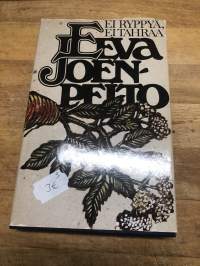 EI RYPPYÄ,
EI TAHRAA
EEVA
JOEN-
PELTO
3€